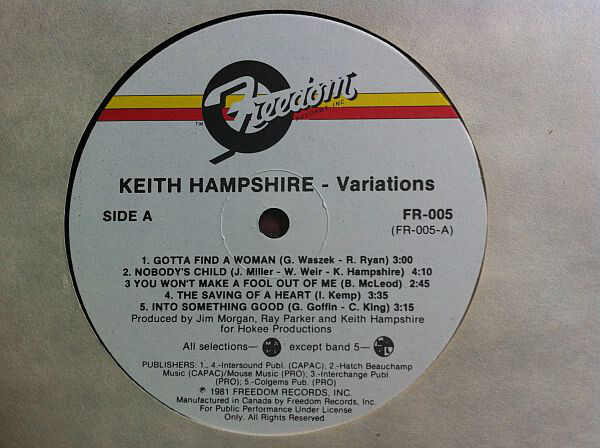 Freedom
RECORDS, INC
TM
KEITH HAMPSHIRE - Variations
SIDE A
FR-005
(FR-005-A)
1. GOTTA FIND A WOMAN (G. Waszek - R. Ryan) 3:00
2. NOBODY'S CHILD (J. Miller - W. Weir - K. Hampshire) 4:10
3 YOU WON'T MAKE A FOOL OUT OF ME (B. McLeod) 2:45
4. THE SAVING OF A HEART (I. Kemp) 3:35
5. INTO SOMETHING GOOD (G. Goffin - C. King) 3:15
Produced by Jim Morgan, Ray Parker and Keith Hampshire
for Hokee Productions
All selections- M A P L except band 5-
PUBLISHERS: 1., 4.-Intersound Publ. (CAPAC), 2 -Hatch Beauchamp
Music (CAPAC)/Mouse Music (PRO); 3.-Interchange Publ.
(PRO); 5.-Colgems Pub. (PRO)
℗ 1981 FREEDOM RECORDS, INC.
Manufactured in Canada by Freedom Records, Inc.
For Public Performance Under License
Only. All Rights Reserved.